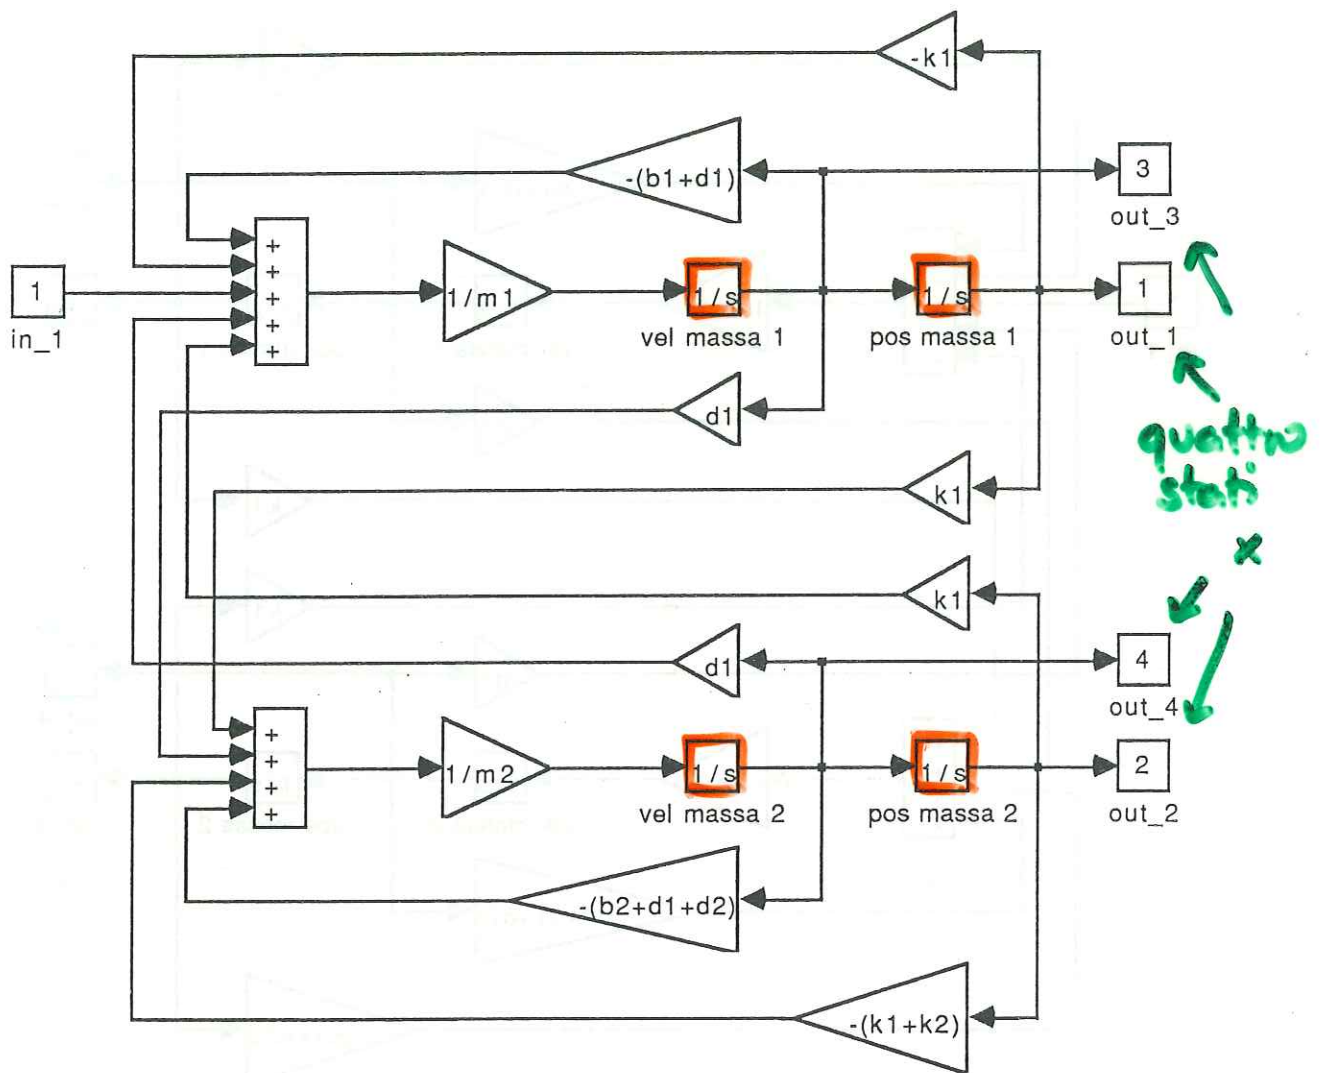 -k1
-(b1+d1)
3
out_3
+
+
+
+
+
1
in_1
1/m1
1/s
vel massa 1
1/s
pos massa 1
1
out_1
d1
quattro
stati
x
k1
k1
d1
4
out_4
+
+
+
+
1/m2
1/s
vel massa 2
1/s
pos massa 2
2
out_2
-(b2+d1+d2)
-(k1+k2)